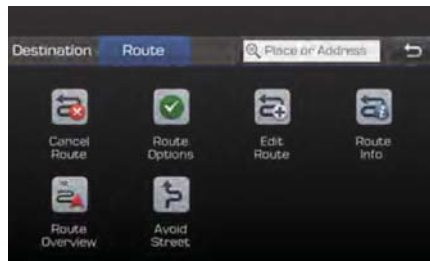 Destination
Route
Place or Address
Cancel
Route
Route
Options
Edit
Route
Route
Info
Route
Overview
Avoid
Street